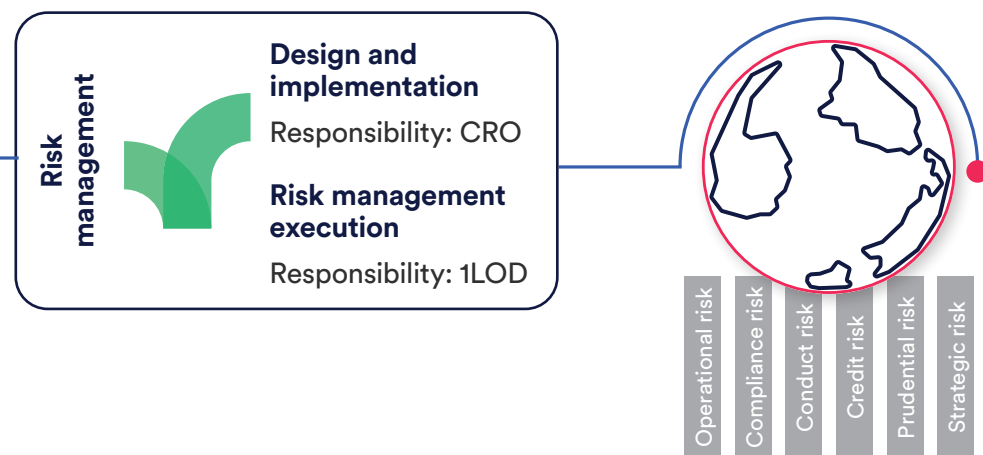 Risk
management
Design and
implementation
Responsibility: CRO
Risk management
execution
Responsibility: 1LOD
Operational risk
Compliance risk
Conduct risk
Credit risk
Prudential risk
Strategic risk